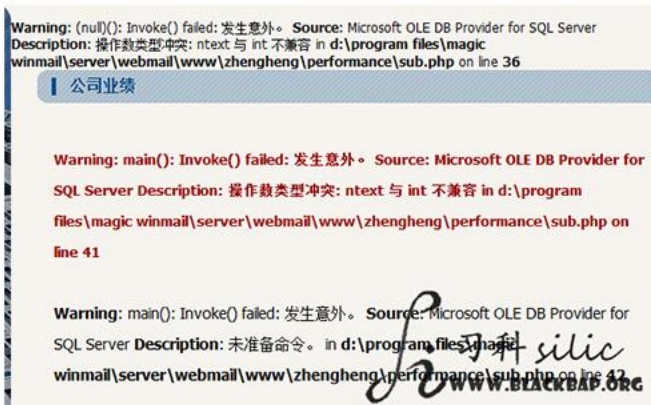 Warning: (null)(): Invoke() failed: 发生意外。 Source: Microsoft OLE DB Provider for SQL Server
Description: 操作数类型冲突: ntext 与 int 不兼容 in d:\program files\magic
winmail\server\webmail\www\zhengheng\performance\sub.php on line 36
公司业绩
Warning: main(): Invoke() failed: 发生意外。 Source: Microsoft OLE DB Provider for
SQL Server Description: 操作数类型冲突: ntext 与 int 不兼容 in d:\program
files\magic winmail\server\webmail\www\zhengheng\performance\sub.php on
line 41
Warning: main(): Invoke() failed: 发生意外。 Source: Microsoft OLE DB Provider for
SQL Server Description: 未准备命令。 in d:\program files\magic
winmail\server\webmail\www\zhengheng\performance\sub.php on line 42
习科 silic
WWW.BLACKBAP.ORG